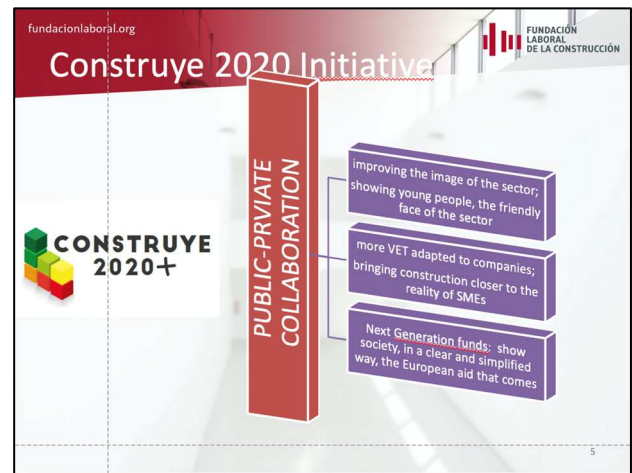 fundacionlaboral.org
FUNDACIÓN
LABORAL
DE LA CONSTRUCCIÓN
Construye 2020 Initiative
PUBLIC-PRVIATE
COLLABORATION
improving the image of the sector;
showing young people, the friendly
face of the sector
CONSTRUYE
2020+
more VET adapted to companies;
bringing construction closer to the
reality of SMEs
Next Generation funds: show
society, in a clear and simplified
way, the European aid that comes
5